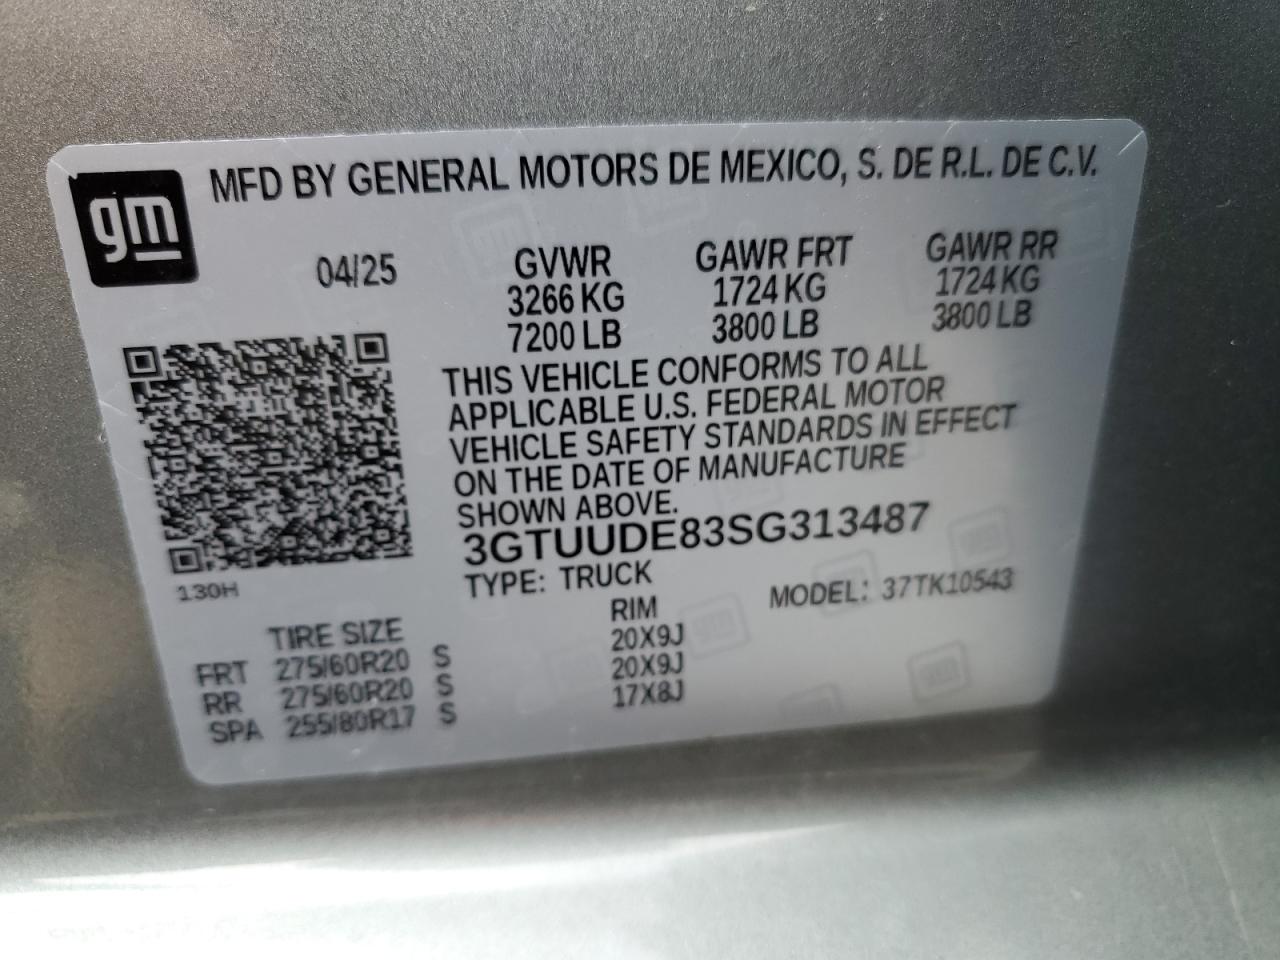 gm
MFD BY GENERAL MOTORS DE MEXICO, S. DE R.L. DE C.V.
04/25 GVWR GAWR FRT GAWR RR
3266 KG 1724 KG 1724 KG
7200 LB 3800 LB 3800 LB
THIS VEHICLE CONFORMS TO ALL
APPLICABLE U.S. FEDERAL MOTOR
VEHICLE SAFETY STANDARDS IN EFFECT
ON THE DATE OF MANUFACTURE
SHOWN ABOVE.
3GTUUDE83SG313487
TYPE: TRUCK MODEL: 37TK10543
130H
TIRE SIZE RIM
FRT 275/60R20 S 20X9J
RR 275/60R20 S 20X9J
SPA 255/80R17 S 17X8J